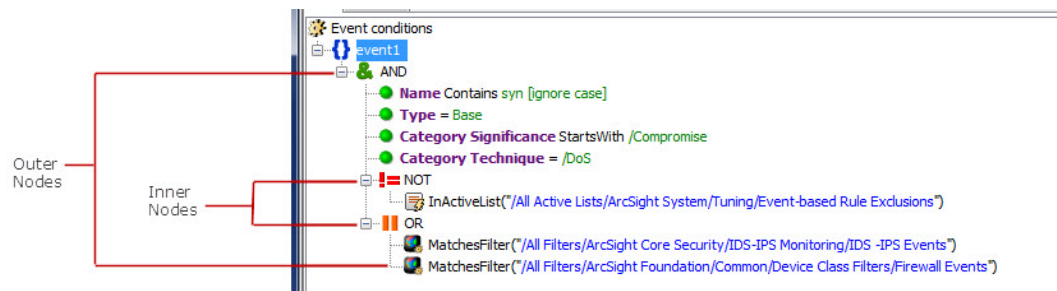 Event conditions
event1
AND
Name Contains syn [ignore case]
Type = Base
Category Significance StartsWith /Compromise
Category Technique = /DoS
NOT
InActiveList("/All Active Lists/ArcSight System/Tuning/Event-based Rule Exclusions")
OR
MatchesFilter("/All Filters/ArcSight Core Security/IDS-IPS Monitoring/IDS -IPS Events")
MatchesFilter("/All Filters/ArcSight Foundation/Common/Device Class Filters/Firewall Events")
Outer
Nodes
Inner
Nodes